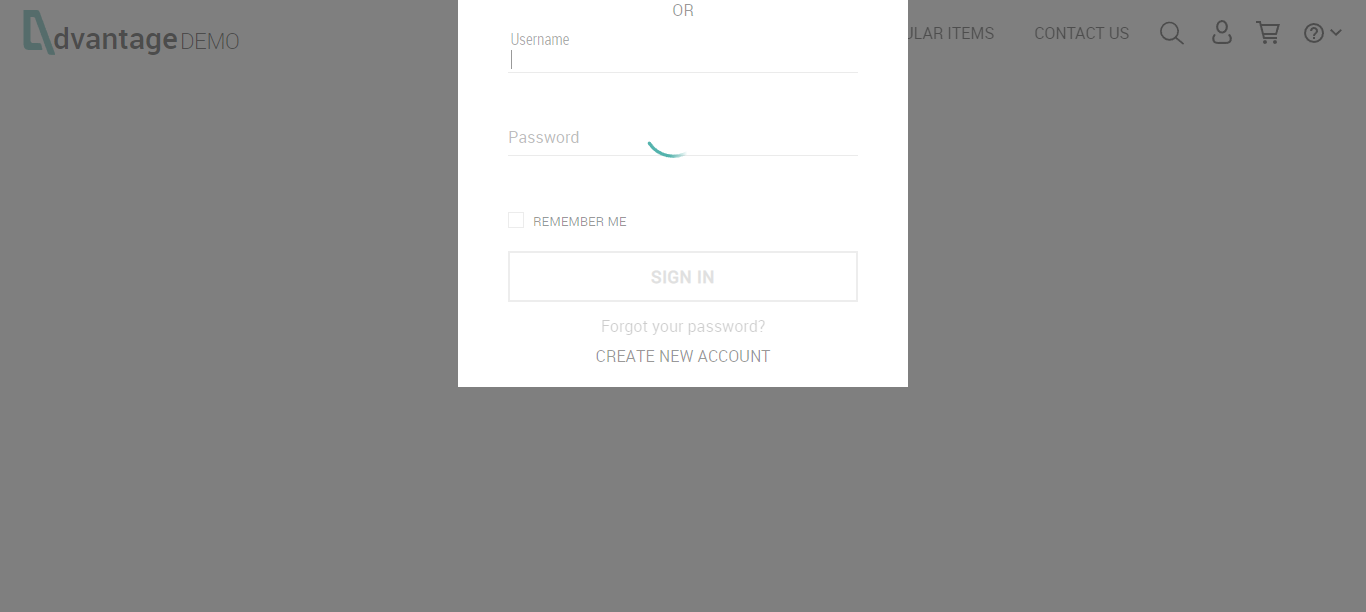 dvantage DEMO
ULAR ITEMS
CONTACT US
OR
Username
Password
REMEMBER ME
SIGN IN
Forgot your password?
CREATE NEW ACCOUNT